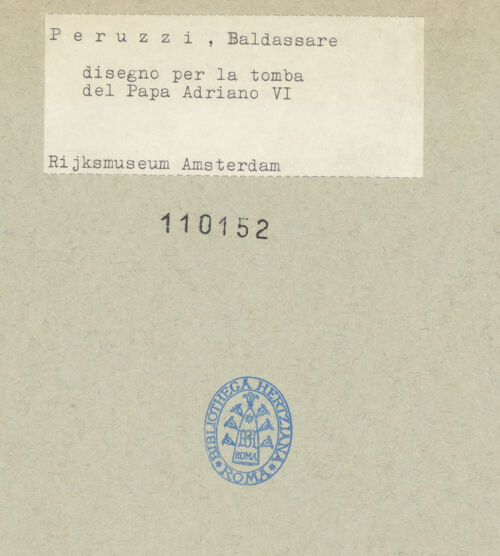 P e r u z z i , Baldassare
disegno per la tomba
del Papa Adriano VI
Rijksmuseum Amsterdam
110152
BIBLIOTHECA HERTZIANA
ROMA
ROMA